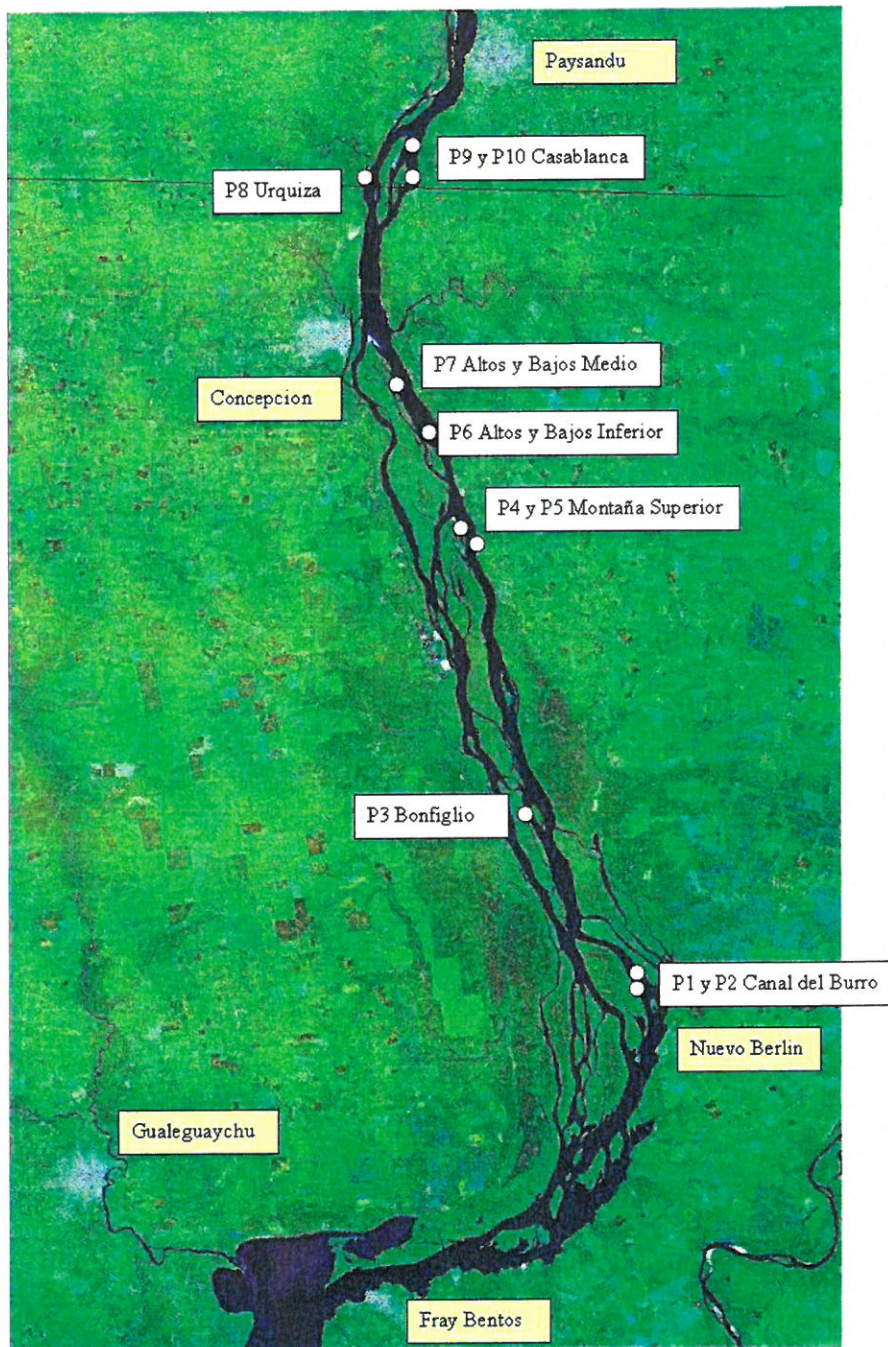 Paysandu
P9 y P10 Casablanca
P8 Urquiza
P7 Altos y Bajos Medio
Concepcion
P6 Altos y Bajos Inferior
P4 y P5 Montaña Superior
P3 Bonfiglio
P1 y P2 Canal del Burro
Nuevo Berlin
Gualeguaychu
Fray Bentos